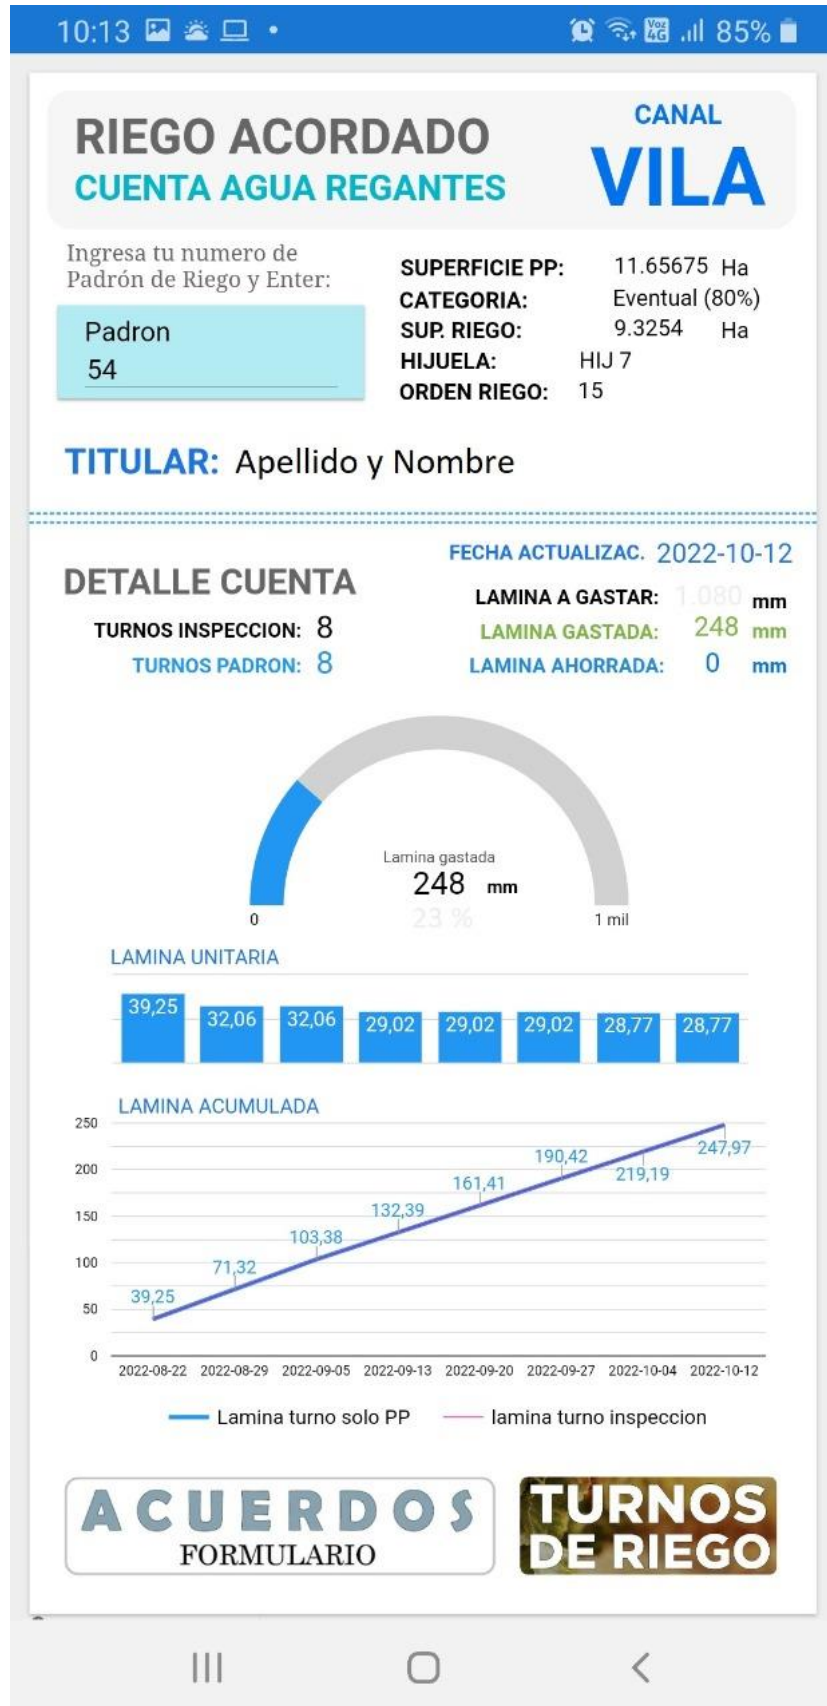 10:13
Voz 4G 85%
RIEGO ACORDADO
CUENTA AGUA REGANTES
CANAL
VILA
Ingresa tu numero de
Padrón de Riego y Enter:
Padron
54
SUPERFICIE PP: 11.65675 Ha
CATEGORIA: Eventual (80%)
SUP. RIEGO: 9.3254 Ha
HIJUELA: HIJ 7
ORDEN RIEGO: 15
TITULAR: Apellido y Nombre
DETALLE CUENTA
TURNOS INSPECCION: 8
TURNOS PADRON: 8
FECHA ACTUALIZAC. 2022-10-12
LAMINA A GASTAR: 1.080 mm
LAMINA GASTADA: 248 mm
LAMINA AHORRADA: 0 mm
Lamina gastada
248 mm
23 %
0 1 mil
LAMINA UNITARIA
39,25 32,06 32,06 29,02 29,02 29,02 28,77 28,77
LAMINA ACUMULADA
250
200
150
100
50
0
39,25 71,32 103,38 132,39 161,41 190,42 219,19 247,97
2022-08-22 2022-08-29 2022-09-05 2022-09-13 2022-09-20 2022-09-27 2022-10-04 2022-10-12
Lamina turno solo PP lamina turno inspeccion
ACUERDOS
FORMULARIO
TURNOS
DE RIEGO